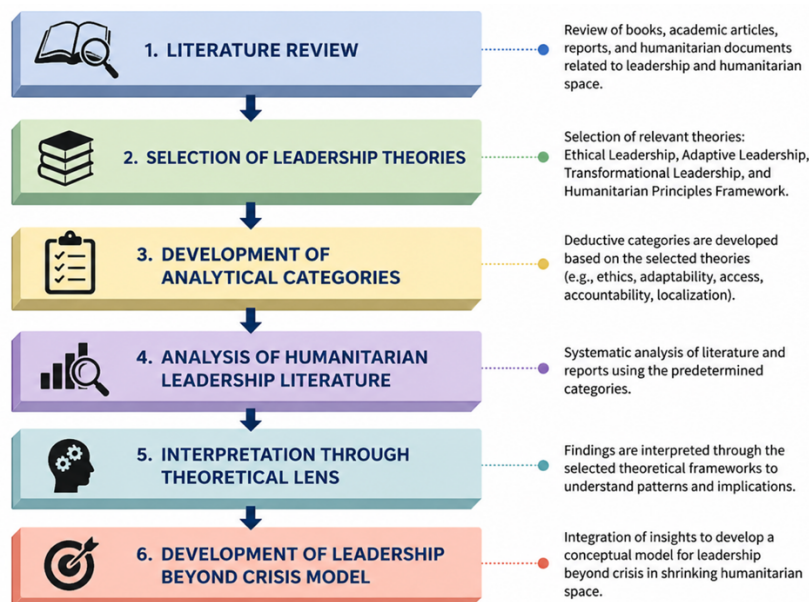 1. LITERATURE REVIEW
Review of books, academic articles,
reports, and humanitarian documents
related to leadership and humanitarian
space.
2. SELECTION OF LEADERSHIP THEORIES
Selection of relevant theories:
Ethical Leadership, Adaptive Leadership,
Transformational Leadership, and
Humanitarian Principles Framework.
3. DEVELOPMENT OF
ANALYTICAL CATEGORIES
Deductive categories are developed
based on the selected theories
(e.g., ethics, adaptability, access,
accountability, localization).
4. ANALYSIS OF HUMANITARIAN
LEADERSHIP LITERATURE
Systematic analysis of literature and
reports using the predetermined
categories.
5. INTERPRETATION THROUGH
THEORETICAL LENS
Findings are interpreted through the
selected theoretical frameworks to
understand patterns and implications.
6. DEVELOPMENT OF LEADERSHIP
BEYOND CRISIS MODEL
Integration of insights to develop a
conceptual model for leadership
beyond crisis in shrinking humanitarian
space.